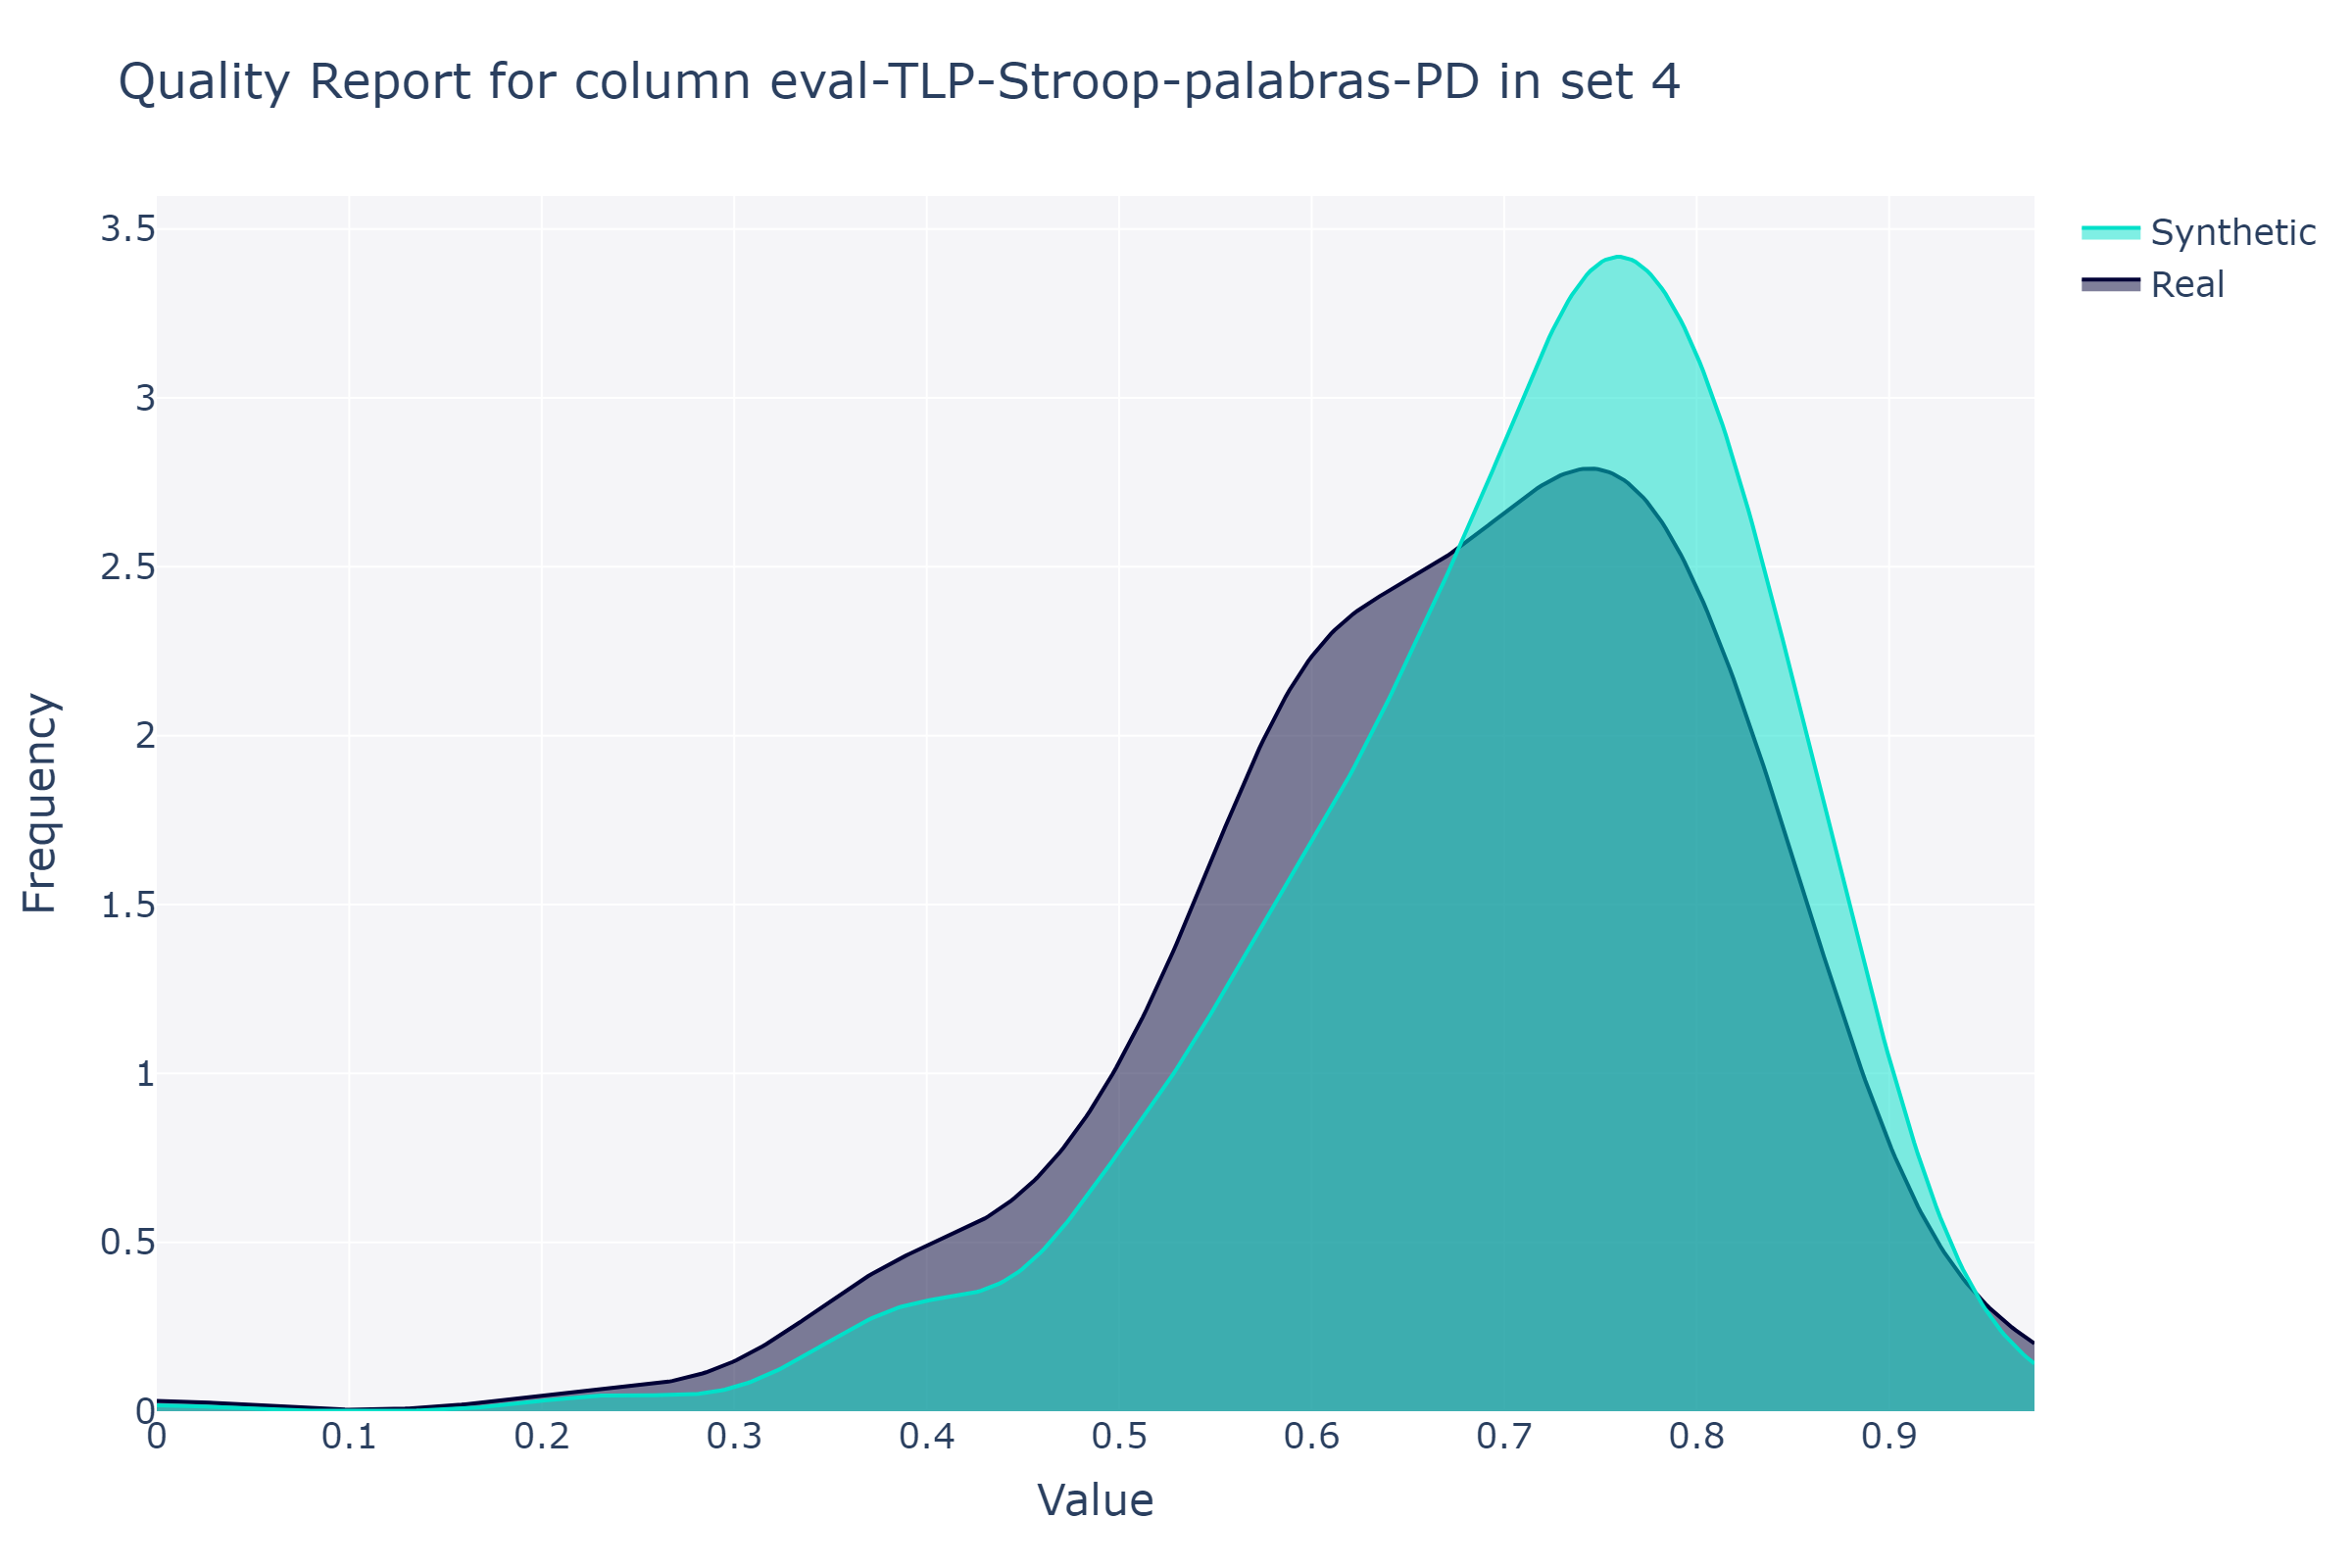 Quality Report for column eval-TLP-Stroop-palabras-PD in set 4
Synthetic
Real
3.5
3
2.5
2
1.5
1
0.5
0
Frequency
0 0.1 0.2 0.3 0.4 0.5 0.6 0.7 0.8 0.9
Value